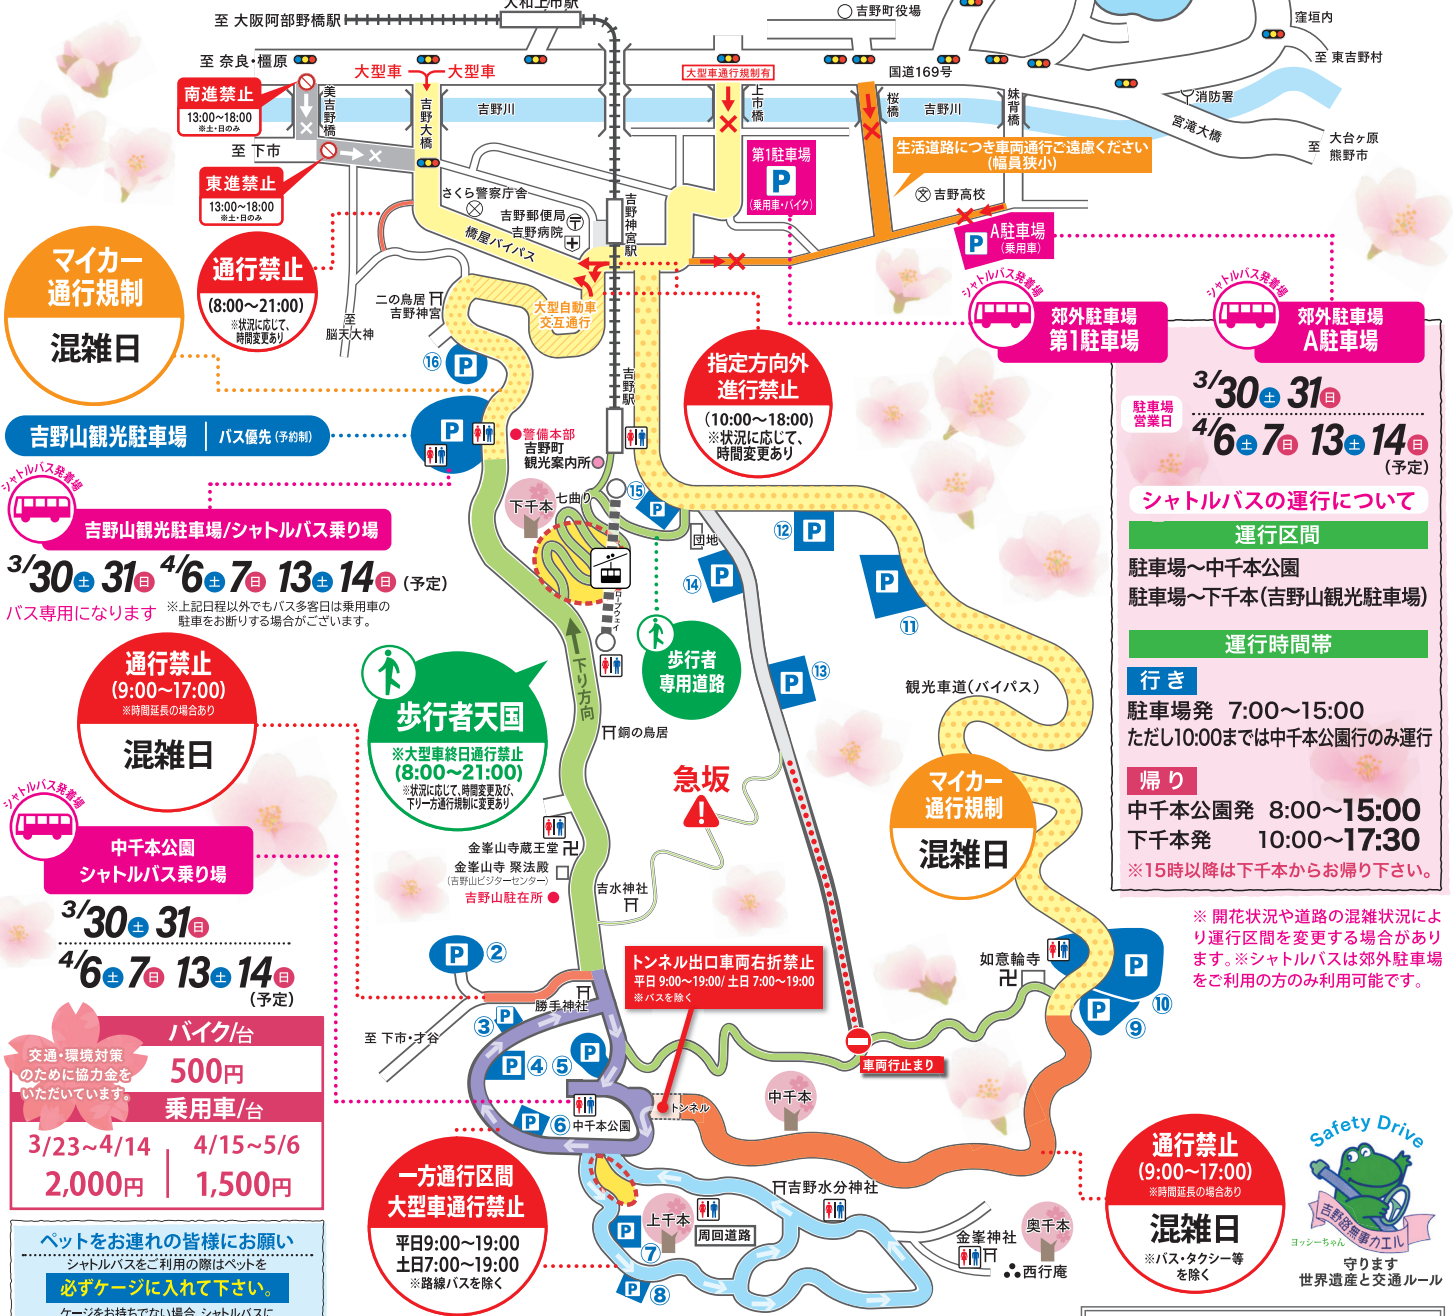 至 大阪阿部野橋駅
大和上市駅
吉野町役場
窪垣内
至 東吉野村
至 奈良・橿原
大型車
大型車
大型車通行規制有
国道169号
南進禁止
13:00〜18:00
※土・日のみ
美吉野橋
吉野大橋
吉野川
上市橋
桜橋
吉野川
妹背橋
消防署
宮滝大橋
至
大台ヶ原
熊野市
至 下市
東進禁止
13:00〜18:00
※土・日のみ
さくら警察庁舎
吉野郵便局
吉野病院
橋屋バイパス
吉野神宮駅
第1駐車場
P
(乗用車・バイク)
生活道路につき車両通行ご遠慮ください
(幅員狭小)
吉野高校
P
A駐車場
(乗用車)
マイカー
通行規制
混雑日
通行禁止
(8:00〜21:00)
※状況に応じて、
時間変更あり
二の鳥居
吉野神宮
至
脳天大神
大型自動車
交互通行
指定方向外
進行禁止
(10:00〜18:00)
※状況に応じて、
時間変更あり
シャトルバス発着場
郊外駐車場
第1駐車場
シャトルバス発着場
郊外駐車場
A駐車場
駐車場
営業日
3/30土 31日
4/6土 7日 13土 14日
(予定)
シャトルバスの運行について
運行区間
駐車場〜中千本公園
駐車場〜下千本(吉野山観光駐車場)
運行時間帯
行き
駐車場発 7:00〜15:00
ただし10:00までは中千本公園行のみ運行
帰り
中千本公園発 8:00〜15:00
下千本発 10:00〜17:30
※15時以降は下千本からお帰り下さい。
※ 開花状況や道路の混雑状況によ
り運行区間を変更する場合があり
ます。※シャトルバスは郊外駐車場
をご利用の方のみ利用可能です。
⑯
P
吉野駅
吉野山観光駐車場 バス優先(予約制)
P
警備本部
吉野町
観光案内所
シャトルバス発着場
吉野山観光駐車場/シャトルバス乗り場
3/30土 31日 4/6土 7日 13土 14日 (予定)
バス専用になります
※上記日程以外でもバス多客日は乗用車の
駐車をお断りする場合がございます。
下千本
七曲り
ロープウェイ
⑮
P
団地
⑭
P
⑫
P
P
⑪
⑬
P
歩行者
専用道路
下り方向
観光車道(バイパス)
通行禁止
(9:00〜17:00)
※時間延長の場合あり
混雑日
歩行者天国
※大型車終日通行禁止
(8:00〜21:00)
※状況に応じて、時間変更及び、
下り一方通行規制に変更あり
銅の鳥居
急坂
マイカー
通行規制
混雑日
シャトルバス発着場
中千本公園
シャトルバス乗り場
3/30土 31日
4/6土 7日 13土 14日
(予定)
金峯山寺蔵王堂
金峯山寺 聚法殿
(吉野山ビジターセンター)
吉野山駐在所
吉水神社
P
②
トンネル出口車両右折禁止
平日 9:00〜19:00/ 土日 7:00〜19:00
※バスを除く
如意輪寺
P
⑩
P
⑨
バイク/台
500円
交通・環境対策
のために協力金を
いただいています。
乗用車/台
3/23~4/14
2,000円
4/15~5/6
1,500円
至 下市・才谷
勝手神社
③
P
P
④
⑤
P
P
⑥
中千本公園
トンネル
車両行止まり
中千本
一方通行区間
大型車通行禁止
平日9:00〜19:00
土日7:00〜19:00
※路線バスを除く
吉野水分神社
上千本
周回道路
P
⑦
P
⑧
金峯神社
奥千本
西行庵
通行禁止
(9:00〜17:00)
※時間延長の場合あり
混雑日
※バス・タクシー等
を除く
Safety Drive
吉野路無事カエル
ヨッシーちゃん
守ります
世界遺産と交通ルール
ペットをお連れの皆様にお願い
シャトルバスをご利用の際はペットを
必ずケージに入れて下さい。
ケージをお持ちでない場合、シャトルバスに